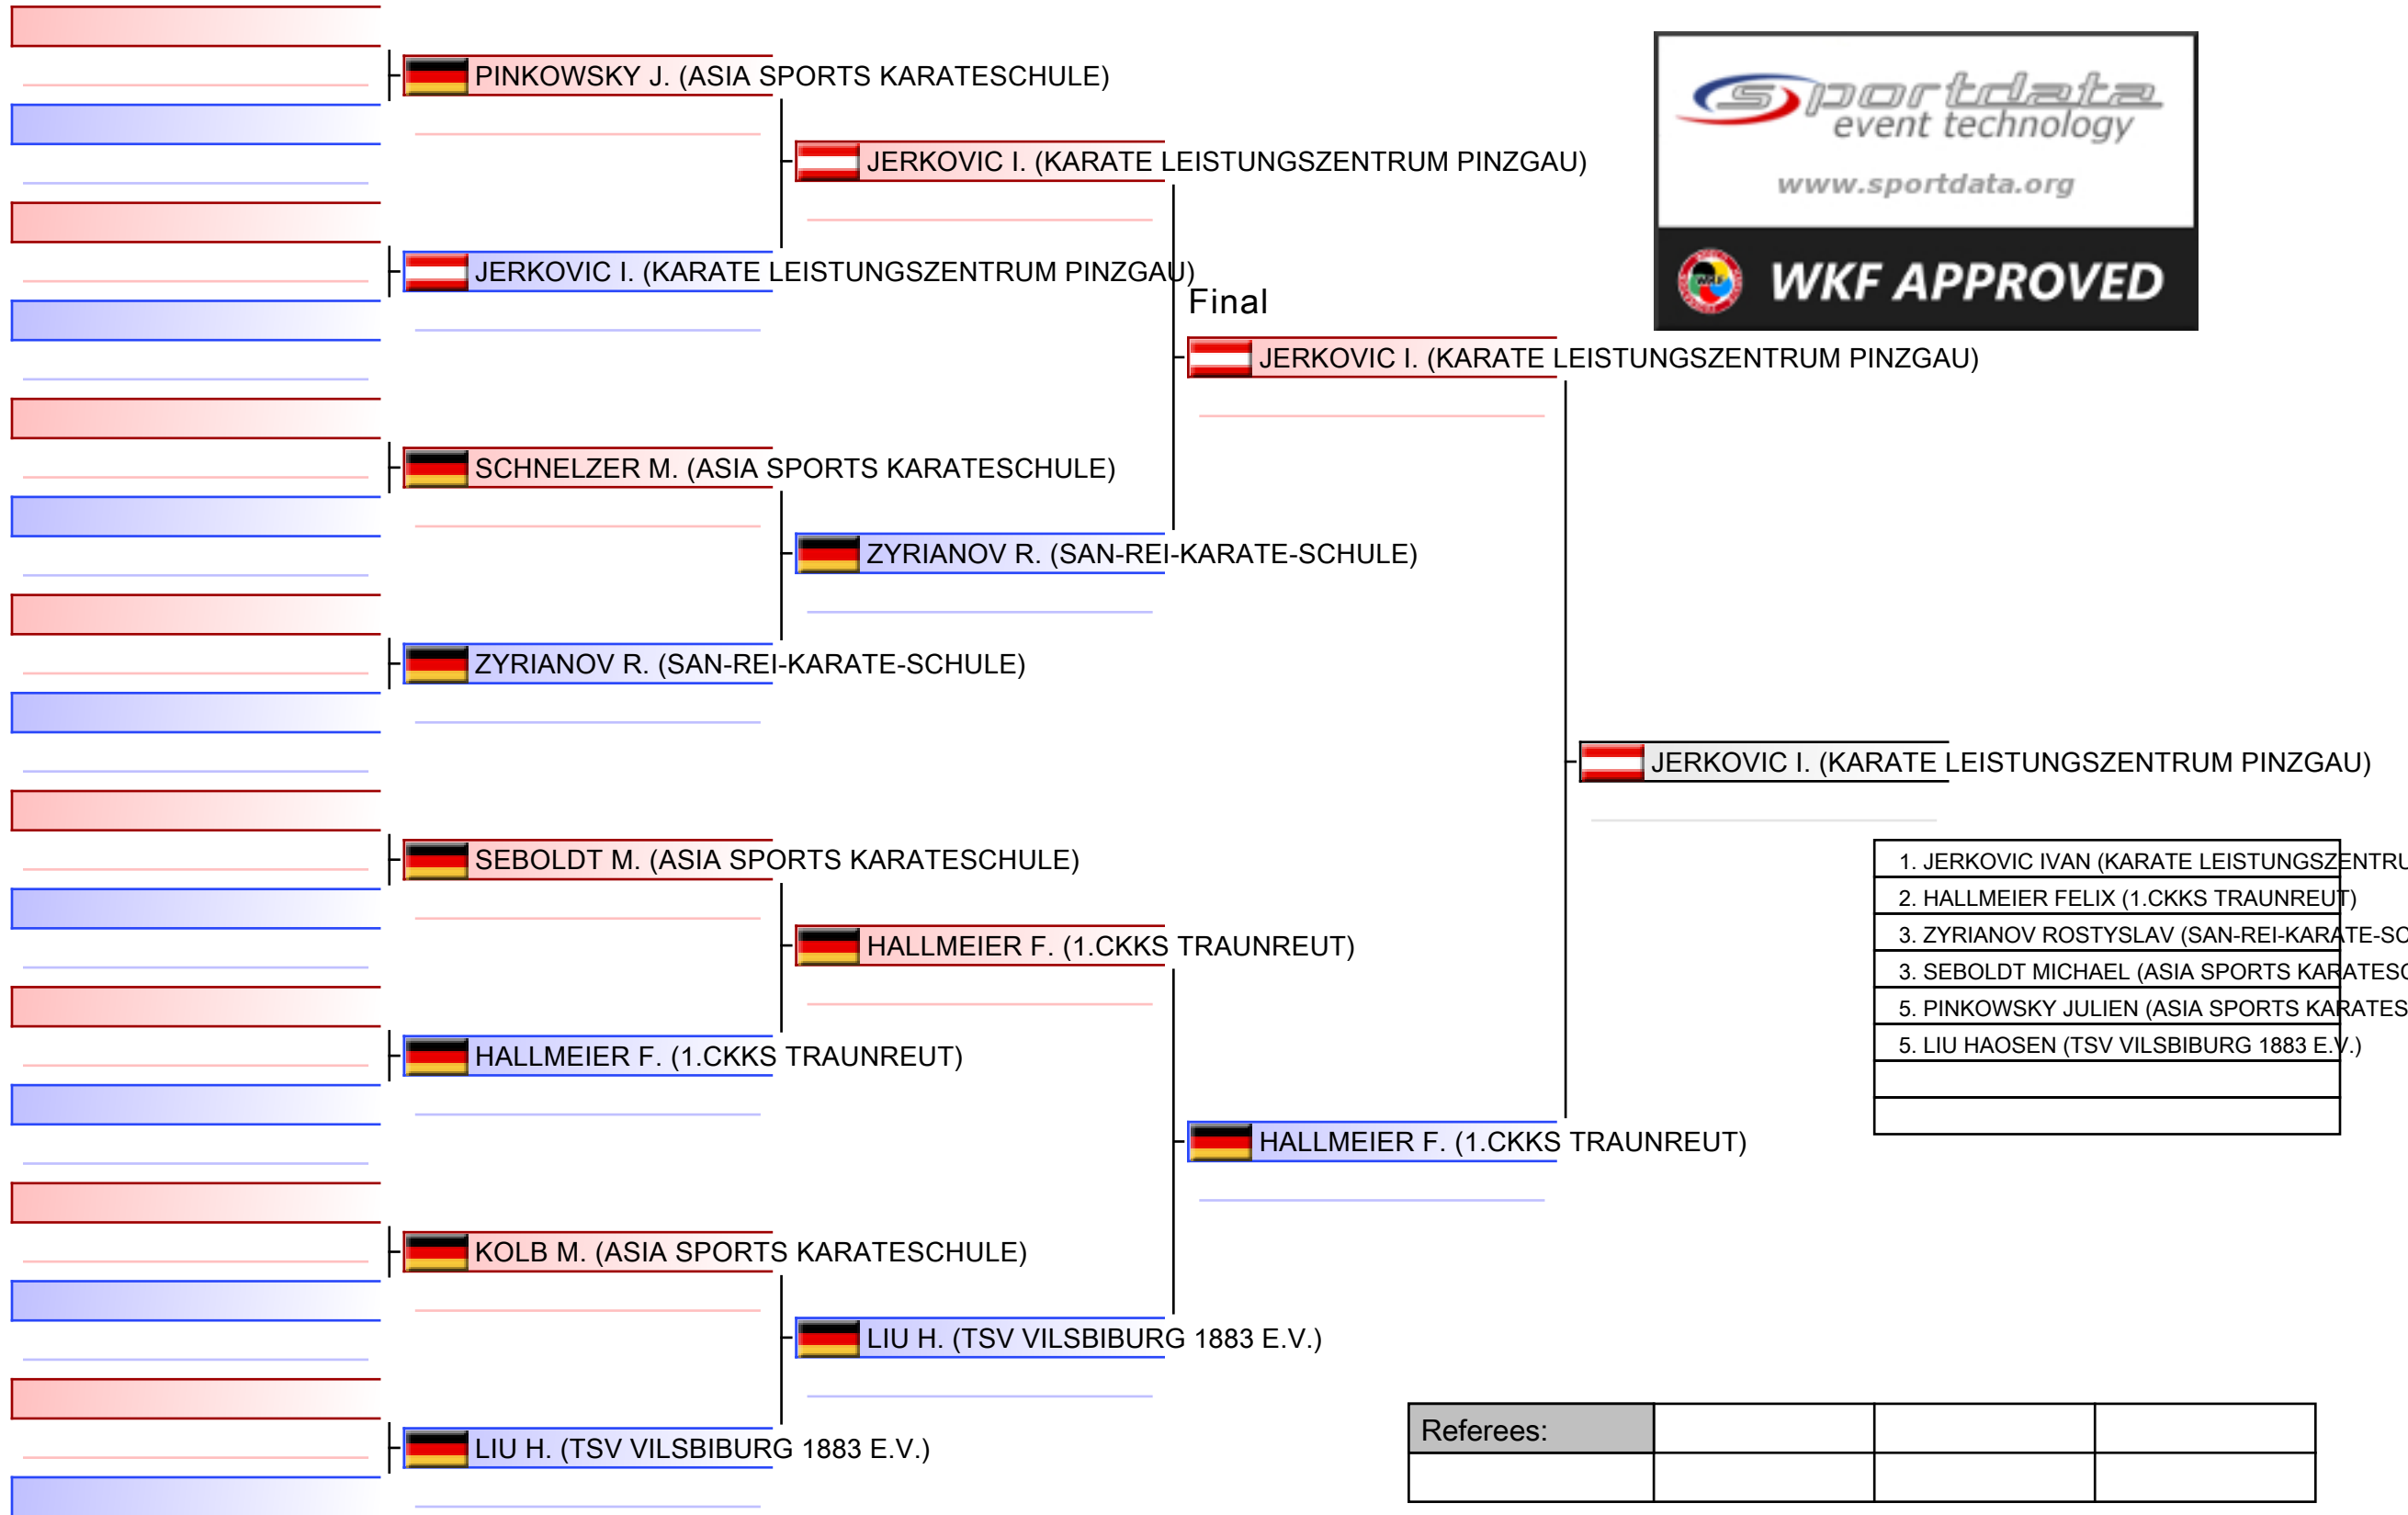 PINKOWSKY J. (ASIA SPORTS KARATESCHULE)
sportdata
event technology
www.sportdata.org
WKF APPROVED
JERKOVIC I. (KARATE LEISTUNGSZENTRUM PINZGAU)
JERKOVIC I. (KARATE LEISTUNGSZENTRUM PINZGAU)
Final
JERKOVIC I. (KARATE LEISTUNGSZENTRUM PINZGAU)
SCHNELZER M. (ASIA SPORTS KARATESCHULE)
ZYRIANOV R. (SAN-REI-KARATE-SCHULE)
ZYRIANOV R. (SAN-REI-KARATE-SCHULE)
JERKOVIC I. (KARATE LEISTUNGSZENTRUM PINZGAU)
SEBOLDT M. (ASIA SPORTS KARATESCHULE)
1. JERKOVIC IVAN (KARATE LEISTUNGSZENTRU
2. HALLMEIER FELIX (1.CKKS TRAUNREUT)
3. ZYRIANOV ROSTYSLAV (SAN-REI-KARATE-SC
3. SEBOLDT MICHAEL (ASIA SPORTS KARATESC
5. PINKOWSKY JULIEN (ASIA SPORTS KARATES
5. LIU HAOSEN (TSV VILSBIBURG 1883 E.V.)
HALLMEIER F. (1.CKKS TRAUNREUT)
HALLMEIER F. (1.CKKS TRAUNREUT)
HALLMEIER F. (1.CKKS TRAUNREUT)
KOLB M. (ASIA SPORTS KARATESCHULE)
LIU H. (TSV VILSBIBURG 1883 E.V.)
LIU H. (TSV VILSBIBURG 1883 E.V.)
Referees: